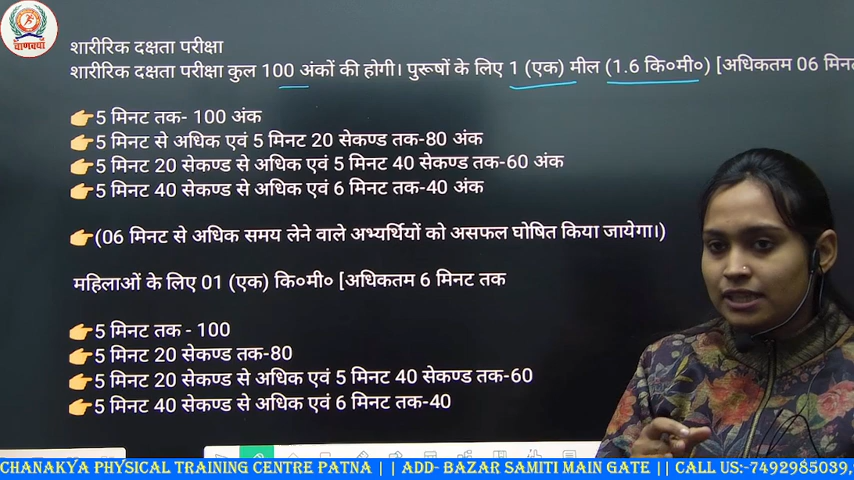 चाणक्या
शारीरिक दक्षता परीक्षा
शारीरिक दक्षता परीक्षा कुल 100 अंकों की होगी। पुरूषों के लिए 1 (एक) मील (1.6 कि०मी०) [अधिकतम 06 मिनट
👉5 मिनट तक- 100 अंक
👉5 मिनट से अधिक एवं 5 मिनट 20 सेकण्ड तक-80 अंक
👉5 मिनट 20 सेकण्ड से अधिक एवं 5 मिनट 40 सेकण्ड तक-60 अंक
👉5 मिनट 40 सेकण्ड से अधिक एवं 6 मिनट तक-40 अंक
👉(06 मिनट से अधिक समय लेने वाले अभ्यर्थियों को असफल घोषित किया जायेगा।)
महिलाओं के लिए 01 (एक) कि०मी० [अधिकतम 6 मिनट तक
👉5 मिनट तक - 100
👉5 मिनट 20 सेकण्ड तक-80
👉5 मिनट 20 सेकण्ड से अधिक एवं 5 मिनट 40 सेकण्ड तक-60
👉5 मिनट 40 सेकण्ड से अधिक एवं 6 मिनट तक-40
CHANAKYA PHYSICAL TRAINING CENTRE PATNA || ADD- BAZAR SAMITI MAIN GATE || CALL US:-7492985039,